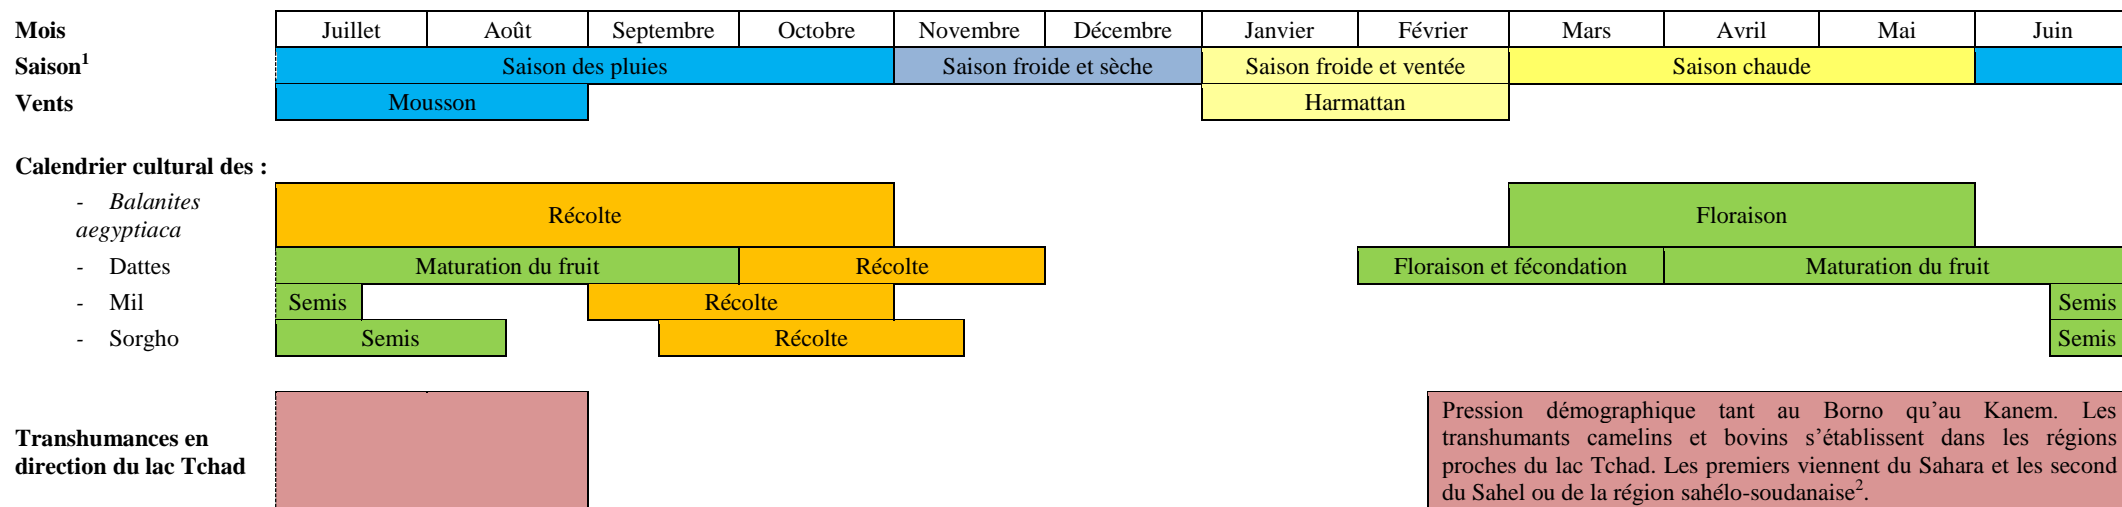 Mois Juillet Août Septembre Octobre Novembre Décembre Janvier Février Mars Avril Mai Juin
Saison¹ Saison des pluies Saison froide et sèche Saison froide et ventée Saison chaude
Vents Mousson Harmattan
Calendrier cultural des :
- Balanites
aegyptiaca
Récolte Floraison
- Dattes Maturation du fruit Récolte Floraison et fécondation Maturation du fruit
- Mil Semis Récolte Semis
- Sorgho Semis Récolte Semis
Transhumances en
direction du lac Tchad
Pression démographique tant au Borno qu’au Kanem. Les
transhumants camelins et bovins s’établissent dans les régions
proches du lac Tchad. Les premiers viennent du Sahara et les second
du Sahel ou de la région sahélo-soudanaise².